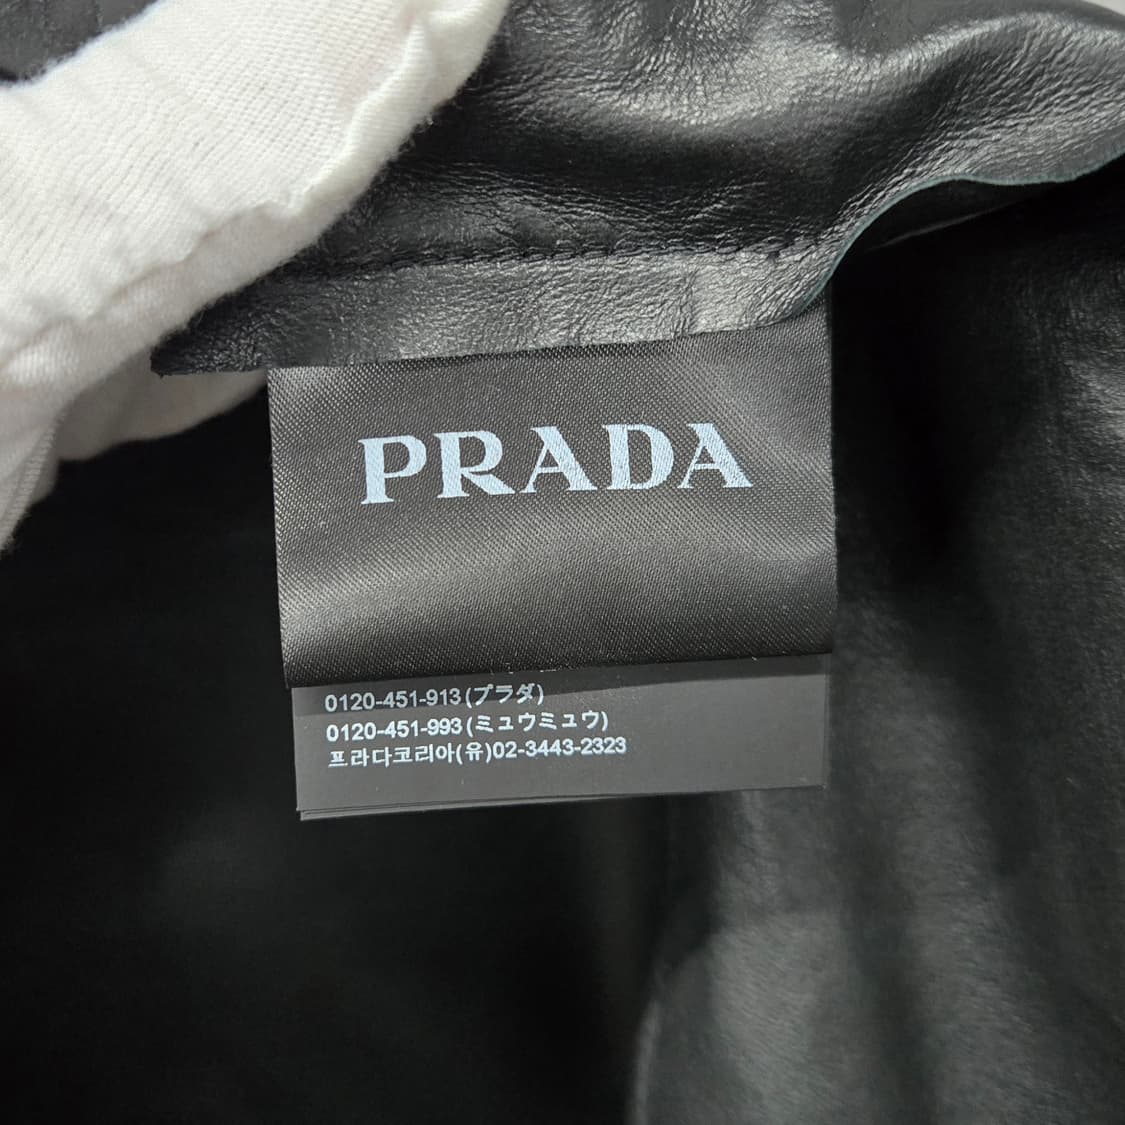 PRADA
0120-451-913(プラダ)
0120-451-993(ミュウミュウ)
프라다코리아(유)02-3443-2323